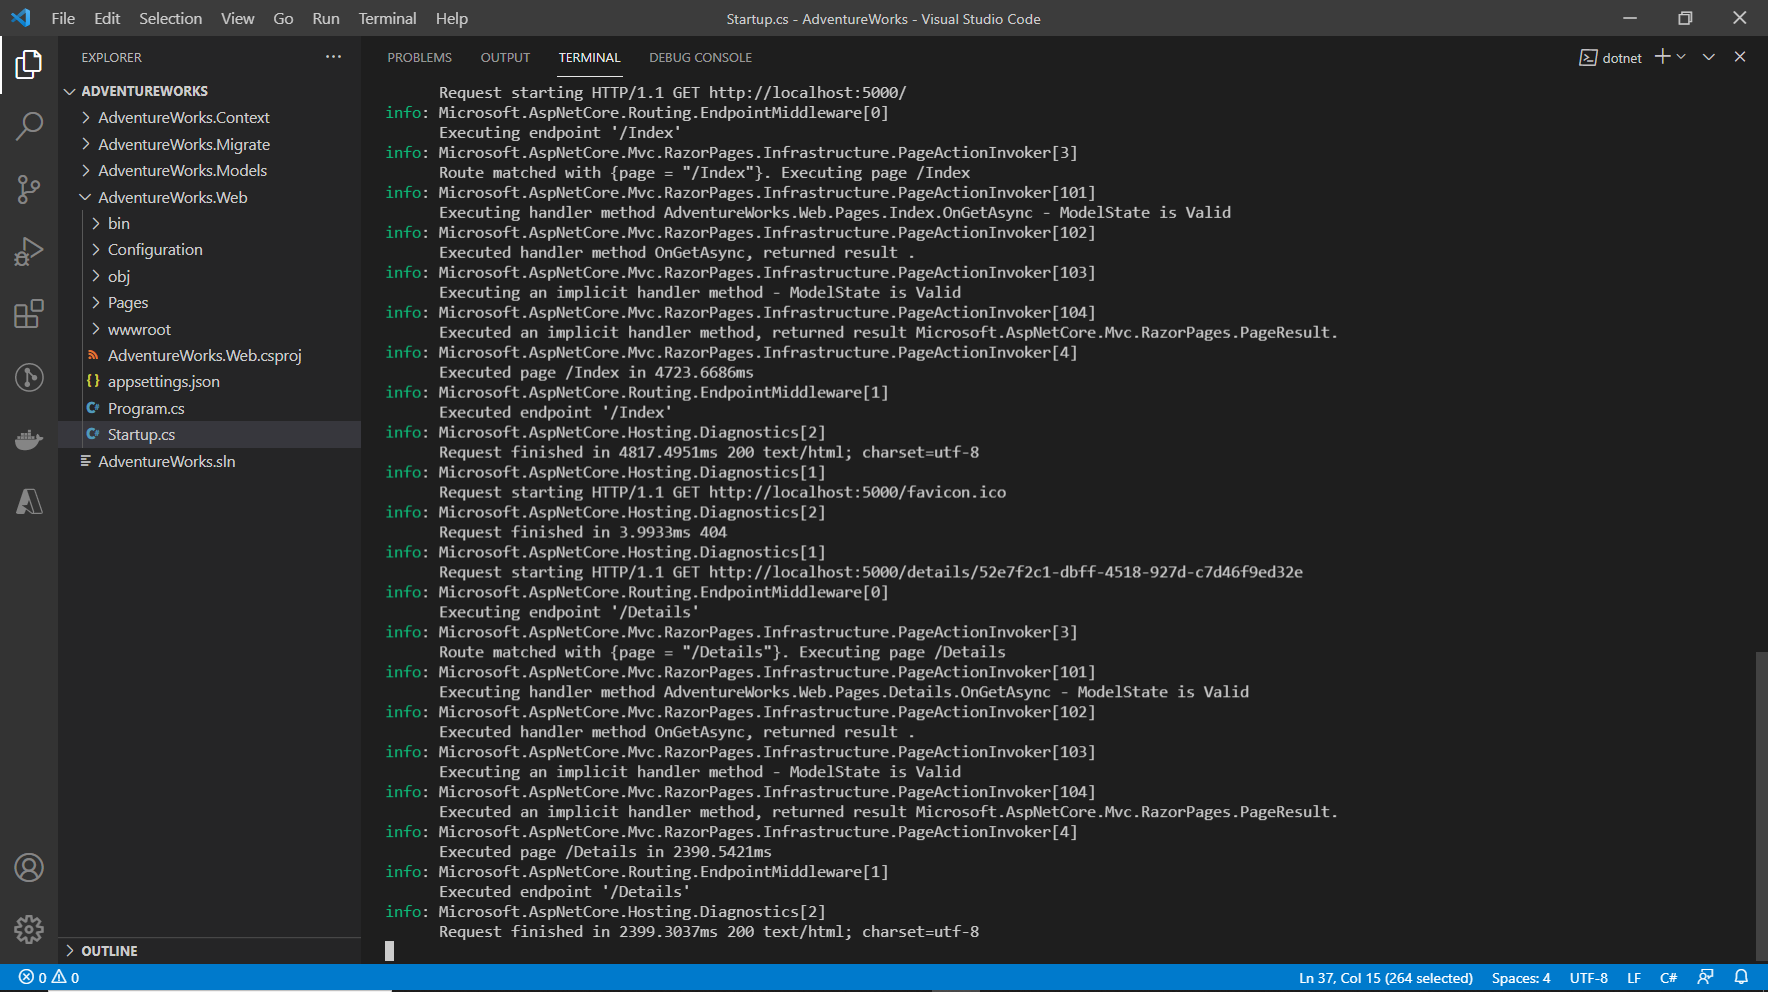 File Edit Selection View Go Run Terminal Help
Startup.cs - AdventureWorks - Visual Studio Code
EXPLORER
ADVENTUREWORKS
AdventureWorks.Context
AdventureWorks.Migrate
AdventureWorks.Models
AdventureWorks.Web
bin
Configuration
obj
Pages
wwwroot
AdventureWorks.Web.csproj
{} appsettings.json
C# Program.cs
C# Startup.cs
AdventureWorks.sln
OUTLINE
PROBLEMS OUTPUT TERMINAL DEBUG CONSOLE
dotnet
Request starting HTTP/1.1 GET http://localhost:5000/
info: Microsoft.AspNetCore.Routing.EndpointMiddleware[0]
Executing endpoint '/Index'
info: Microsoft.AspNetCore.Mvc.RazorPages.Infrastructure.PageActionInvoker[3]
Route matched with {page = "/Index"}. Executing page /Index
info: Microsoft.AspNetCore.Mvc.RazorPages.Infrastructure.PageActionInvoker[101]
Executing handler method AdventureWorks.Web.Pages.Index.OnGetAsync - ModelState is Valid
info: Microsoft.AspNetCore.Mvc.RazorPages.Infrastructure.PageActionInvoker[102]
Executed handler method OnGetAsync, returned result .
info: Microsoft.AspNetCore.Mvc.RazorPages.Infrastructure.PageActionInvoker[103]
Executing an implicit handler method - ModelState is Valid
info: Microsoft.AspNetCore.Mvc.RazorPages.Infrastructure.PageActionInvoker[104]
Executed an implicit handler method, returned result Microsoft.AspNetCore.Mvc.RazorPages.PageResult.
info: Microsoft.AspNetCore.Mvc.RazorPages.Infrastructure.PageActionInvoker[4]
Executed page /Index in 4723.6686ms
info: Microsoft.AspNetCore.Routing.EndpointMiddleware[1]
Executed endpoint '/Index'
info: Microsoft.AspNetCore.Hosting.Diagnostics[2]
Request finished in 4817.4951ms 200 text/html; charset=utf-8
info: Microsoft.AspNetCore.Hosting.Diagnostics[1]
Request starting HTTP/1.1 GET http://localhost:5000/favicon.ico
info: Microsoft.AspNetCore.Hosting.Diagnostics[2]
Request finished in 3.9933ms 404
info: Microsoft.AspNetCore.Hosting.Diagnostics[1]
Request starting HTTP/1.1 GET http://localhost:5000/details/52e7f2c1-dbff-4518-927d-c7d46f9ed32e
info: Microsoft.AspNetCore.Routing.EndpointMiddleware[0]
Executing endpoint '/Details'
info: Microsoft.AspNetCore.Mvc.RazorPages.Infrastructure.PageActionInvoker[3]
Route matched with {page = "/Details"}. Executing page /Details
info: Microsoft.AspNetCore.Mvc.RazorPages.Infrastructure.PageActionInvoker[101]
Executing handler method AdventureWorks.Web.Pages.Details.OnGetAsync - ModelState is Valid
info: Microsoft.AspNetCore.Mvc.RazorPages.Infrastructure.PageActionInvoker[102]
Executed handler method OnGetAsync, returned result .
info: Microsoft.AspNetCore.Mvc.RazorPages.Infrastructure.PageActionInvoker[103]
Executing an implicit handler method - ModelState is Valid
info: Microsoft.AspNetCore.Mvc.RazorPages.Infrastructure.PageActionInvoker[104]
Executed an implicit handler method, returned result Microsoft.AspNetCore.Mvc.RazorPages.PageResult.
info: Microsoft.AspNetCore.Mvc.RazorPages.Infrastructure.PageActionInvoker[4]
Executed page /Details in 2390.5421ms
info: Microsoft.AspNetCore.Routing.EndpointMiddleware[1]
Executed endpoint '/Details'
info: Microsoft.AspNetCore.Hosting.Diagnostics[2]
Request finished in 2399.3037ms 200 text/html; charset=utf-8
0 0
Ln 37, Col 15 (264 selected) Spaces: 4 UTF-8 LF C#